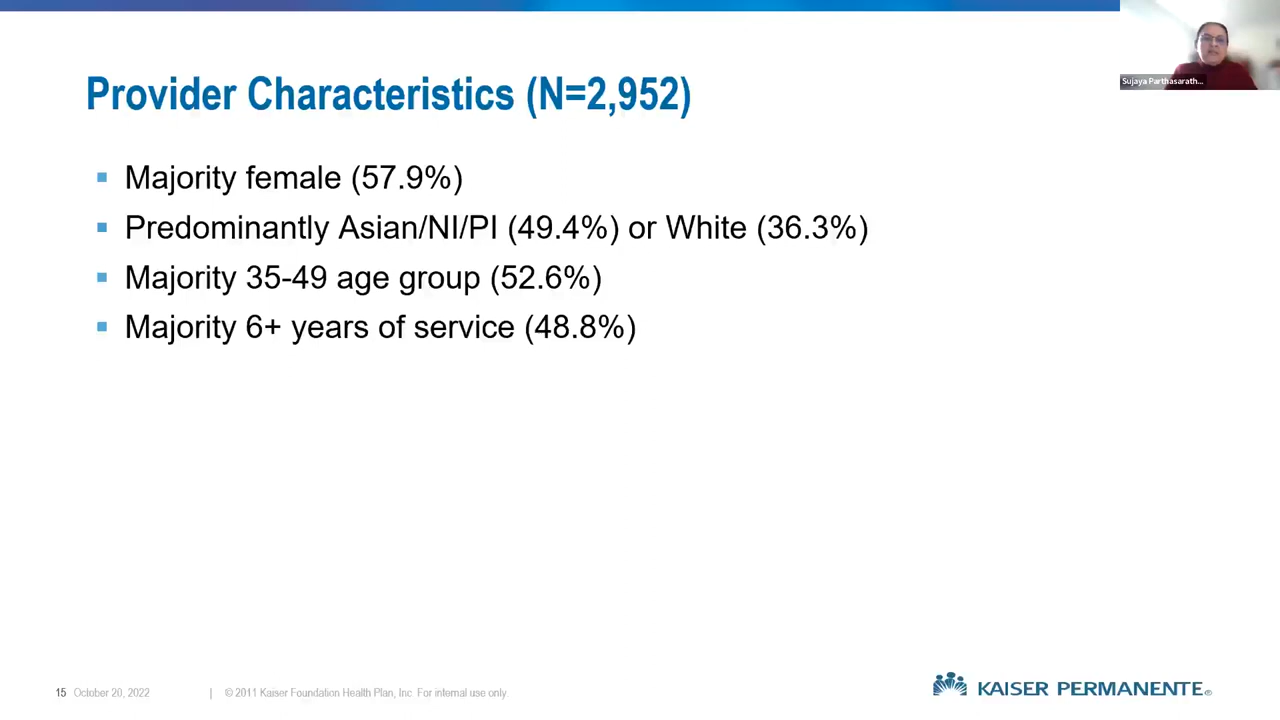 Sujaya Parthasarath...
Provider Characteristics (N=2,952)
Majority female (57.9%)
Predominantly Asian/NI/PI (49.4%) or White (36.3%)
Majority 35-49 age group (52.6%)
Majority 6+ years of service (48.8%)
15 October 20, 2022 | © 2011 Kaiser Foundation Health Plan, Inc. For internal use only.
KAISER PERMANENTE®